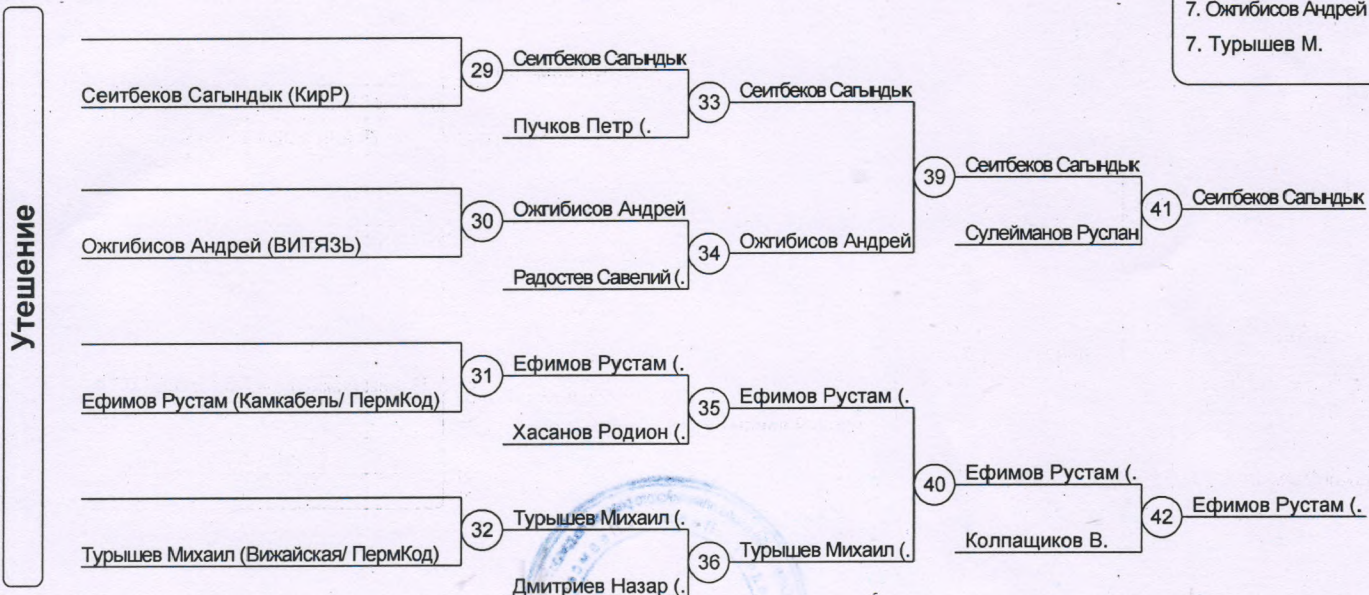 7. Ожгибисов Андрей
7. Турышев М.
Утешение
29
Сеитбеков Сагындык
Сеитбеков Сагындык (КирР)
33
Сеитбеков Сагындык
Пучков Петр (.
39
Сеитбеков Сагындык
30
Ожгибисов Андрей
41
Сеитбеков Сагындык
Ожгибисов Андрей (ВИТЯЗЬ)
34
Ожгибисов Андрей
Сулейманов Руслан
Радостев Савелий (.
31
Ефимов Рустам (.
Ефимов Рустам (Камкабель/ ПермКод)
35
Ефимов Рустам (.
Хасанов Родион (.
40
Ефимов Рустам (.
32
Турышев Михаил (.
42
Ефимов Рустам (.
Турышев Михаил (Вижайская/ ПермКод)
36
Турышев Михаил (.
Колпащиков В.
Дмитриев Назар (.